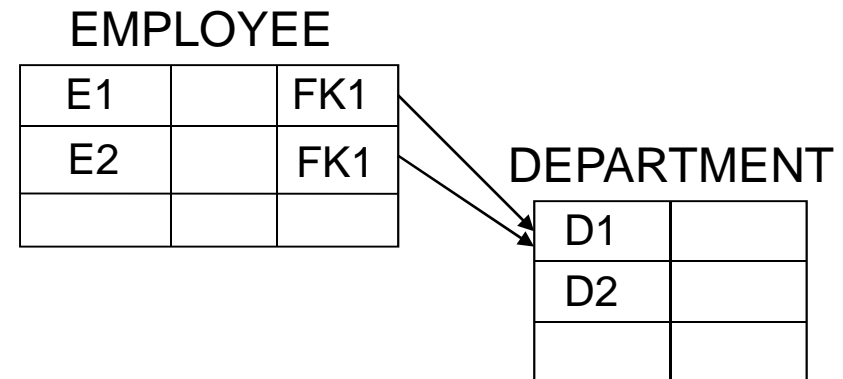 EMPLOYEE
E1 FK1
E2 FK1
DEPARTMENT
D1
D2